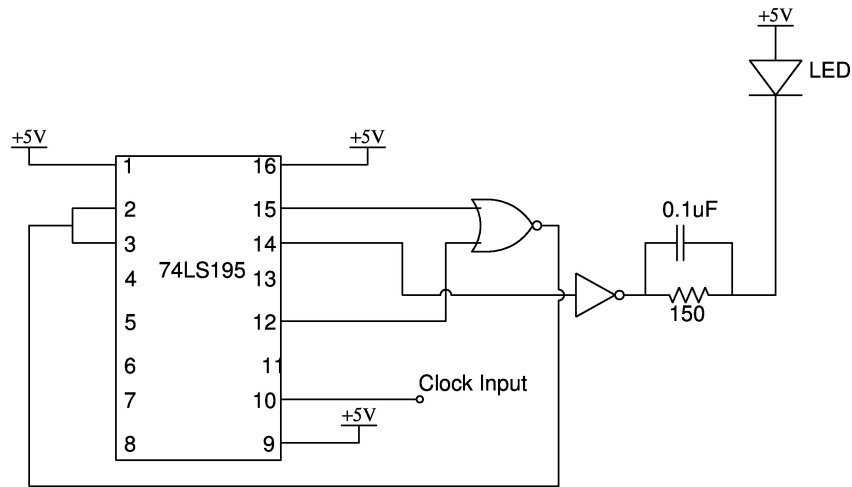 +5V
LED
+5V
+5V
1 16
2 15
0.1uF
3 14
74LS195
4 13
150
5 12
6 11
Clock Input
7 10
+5V
8 9